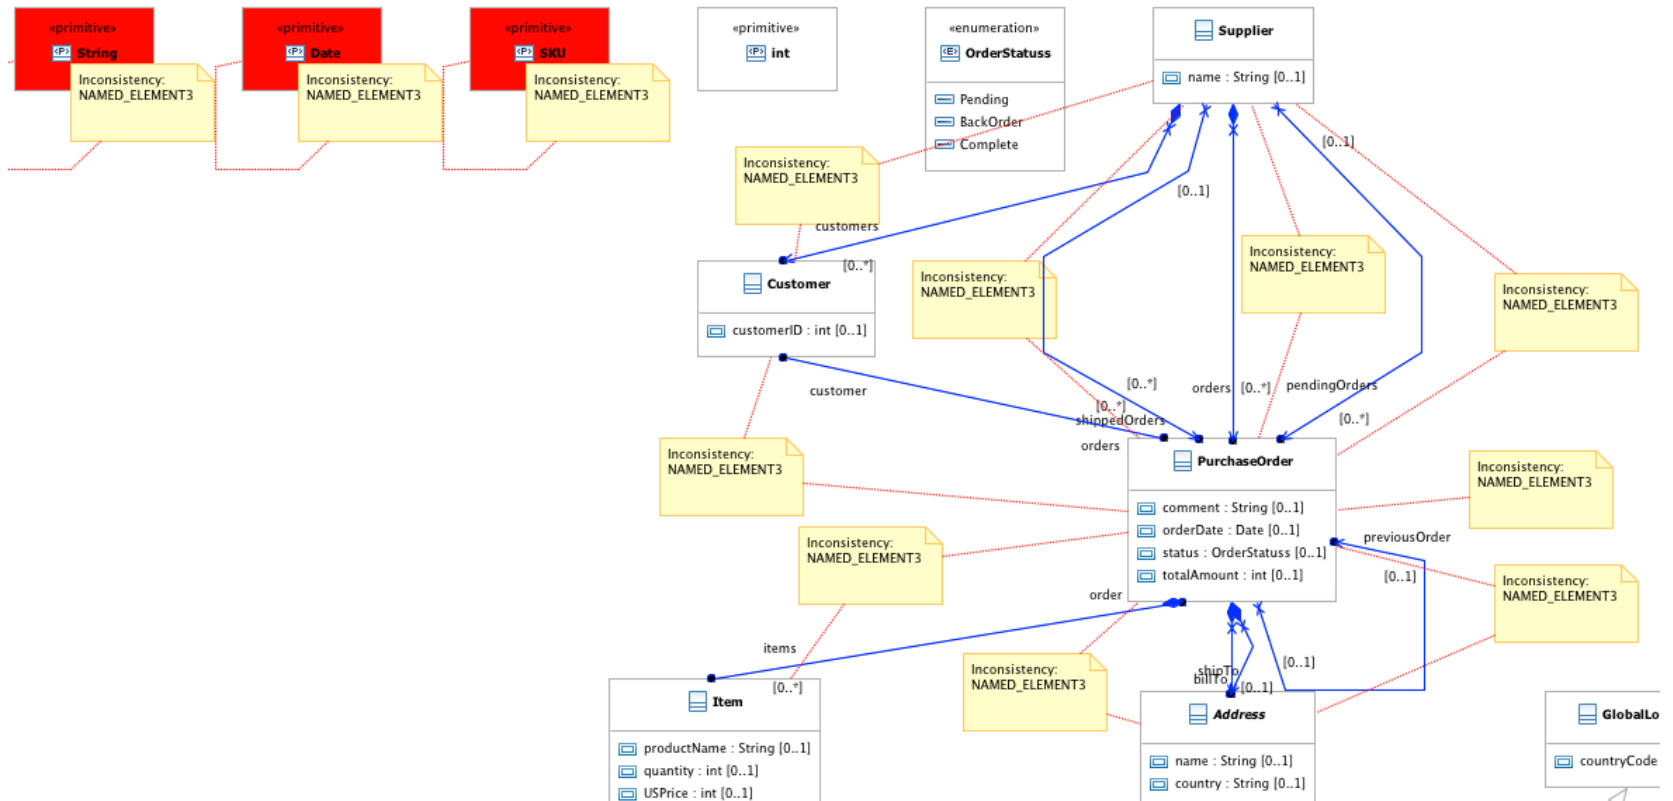 «primitive»
String
Inconsistency:
NAMED_ELEMENT3
«primitive»
Date
Inconsistency:
NAMED_ELEMENT3
«primitive»
SKU
Inconsistency:
NAMED_ELEMENT3
«primitive»
int
«enumeration»
OrderStatuss
Pending
BackOrder
Complete
Supplier
name : String [0..1]
[0..1]
[0..1]
Inconsistency:
NAMED_ELEMENT3
customers
[0..*]
Customer
customerID : int [0..1]
Inconsistency:
NAMED_ELEMENT3
Inconsistency:
NAMED_ELEMENT3
Inconsistency:
NAMED_ELEMENT3
customer
[0..*]
orders
[0..*]
pendingOrders
[0..*]
[0..*]
shippedOrders
orders
PurchaseOrder
comment : String [0..1]
orderDate : Date [0..1]
status : OrderStatuss [0..1]
totalAmount : int [0..1]
Inconsistency:
NAMED_ELEMENT3
Inconsistency:
NAMED_ELEMENT3
Inconsistency:
NAMED_ELEMENT3
previousOrder
[0..1]
Inconsistency:
NAMED_ELEMENT3
order
items
[0..*]
Inconsistency:
NAMED_ELEMENT3
shipTo
billTo
[0..1]
[0..1]
Item
productName : String [0..1]
quantity : int [0..1]
USPrice : int [0..1]
Address
name : String [0..1]
country : String [0..1]
GlobalLo
countryCode